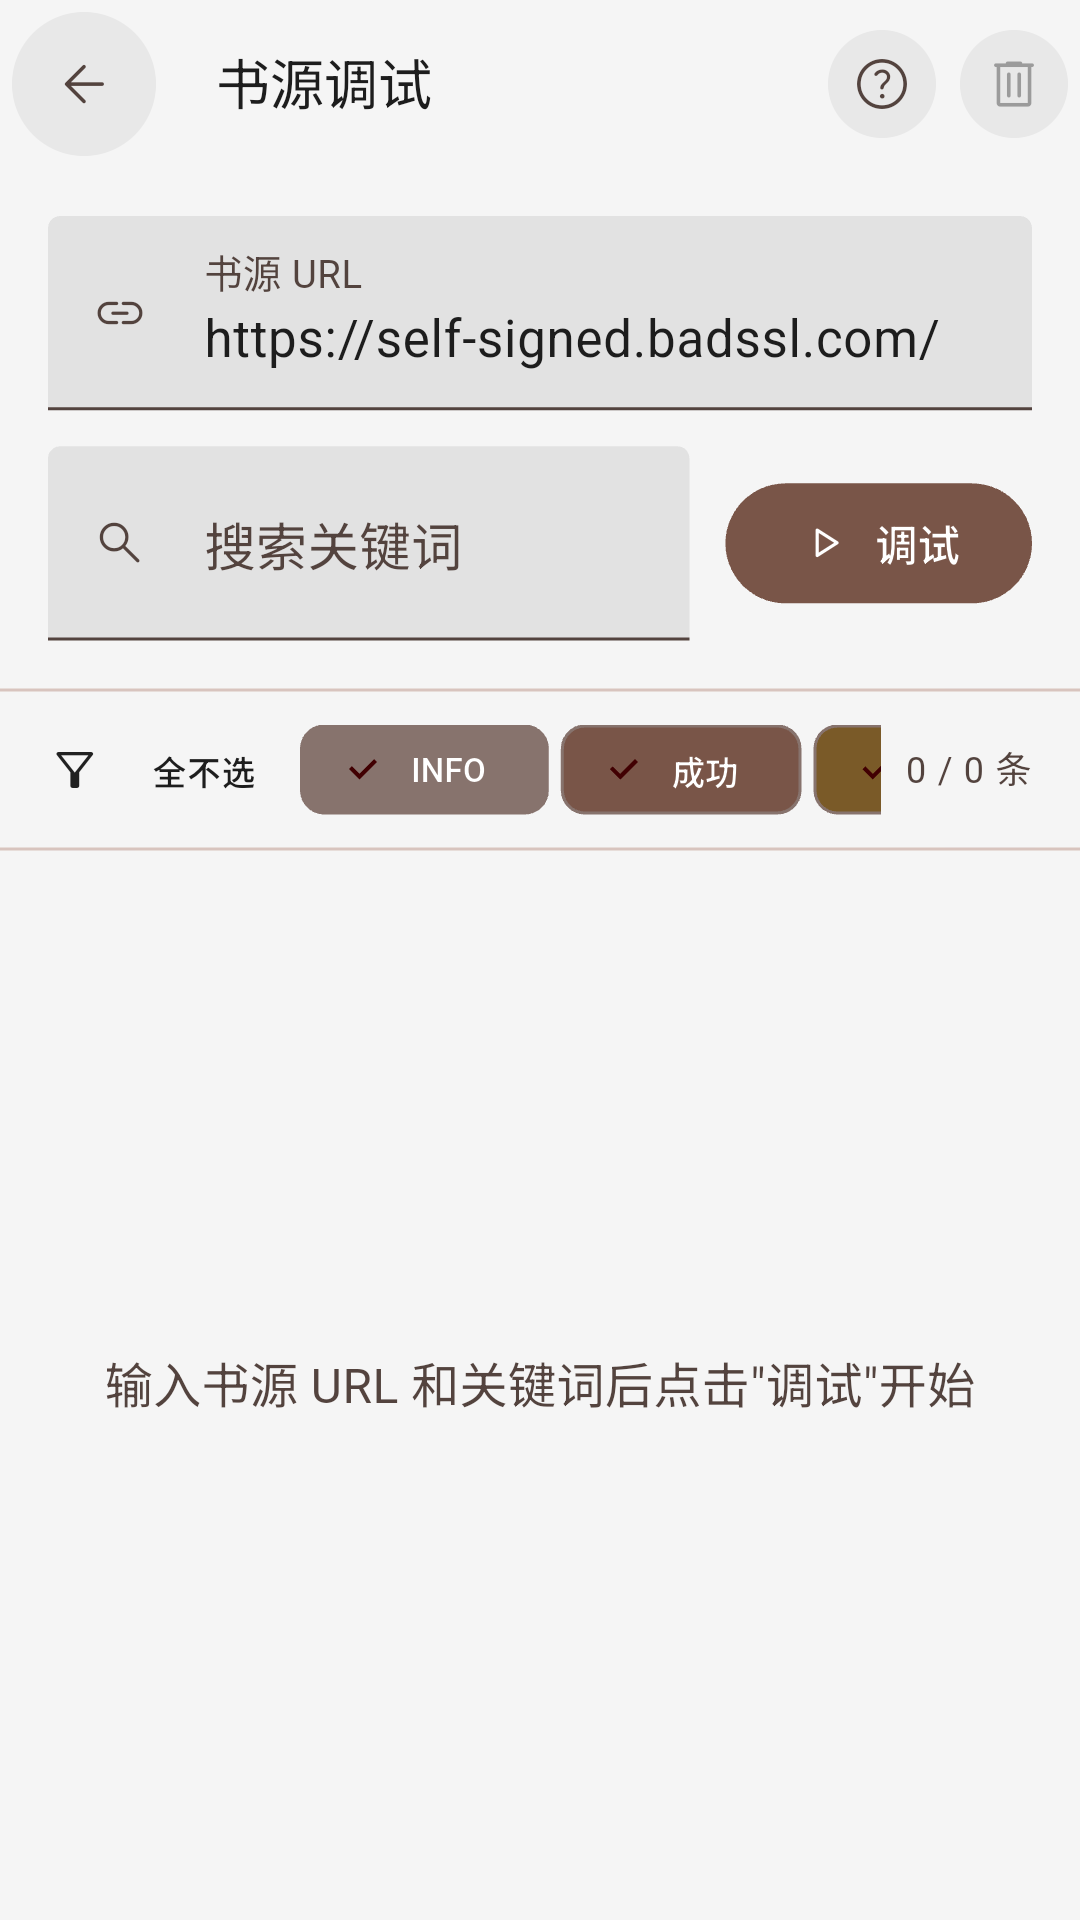 书源调试
书源 URL
https://self-signed.badssl.com/
搜索关键词
调试
全不选
INFO
成功
0 / 0 条
输入书源 URL 和关键词后点击"调试"开始